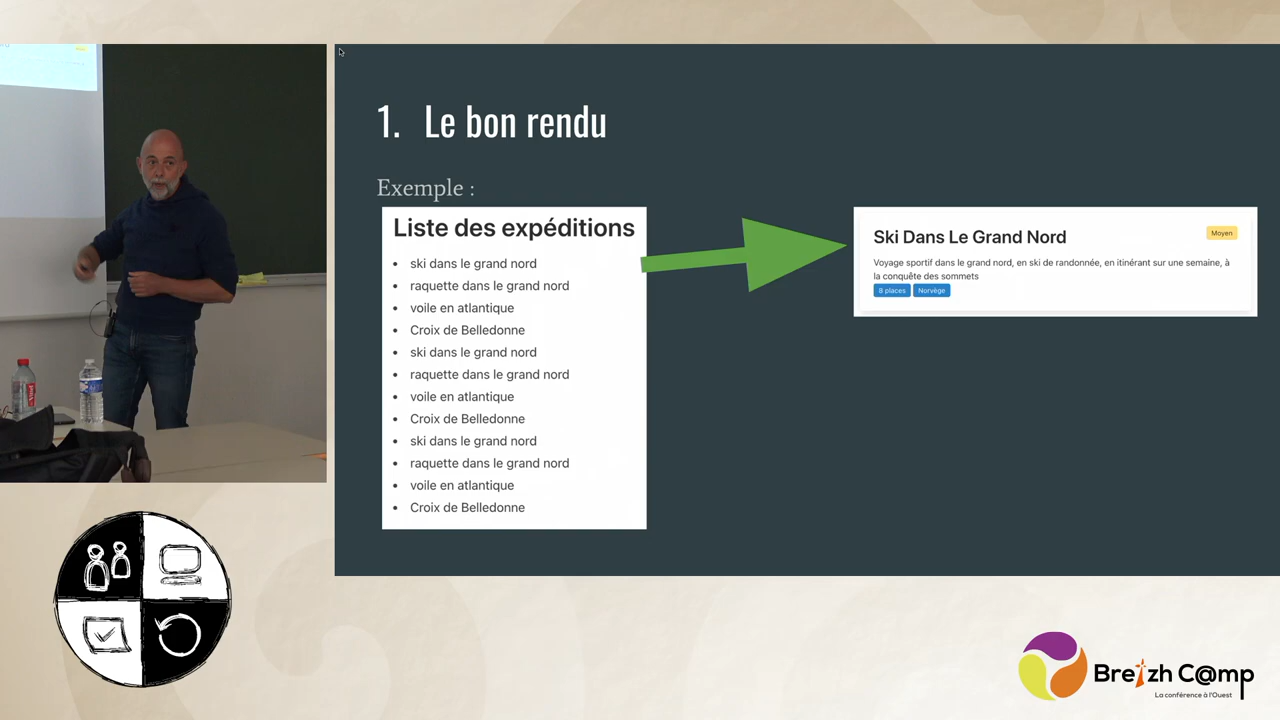 1. Le bon rendu
Exemple :
Liste des expéditions
• ski dans le grand nord
• raquette dans le grand nord
• voile en atlantique
• Croix de Belledonne
• ski dans le grand nord
• raquette dans le grand nord
• voile en atlantique
• Croix de Belledonne
• ski dans le grand nord
• raquette dans le grand nord
• voile en atlantique
• Croix de Belledonne
Ski Dans Le Grand Nord
Moyen
Voyage sportif dans le grand nord, en ski de randonnée, en itinérant sur une semaine, à
la conquête des sommets
8 places
Norvège
Breizh C@mp
La conférence à l'Ouest